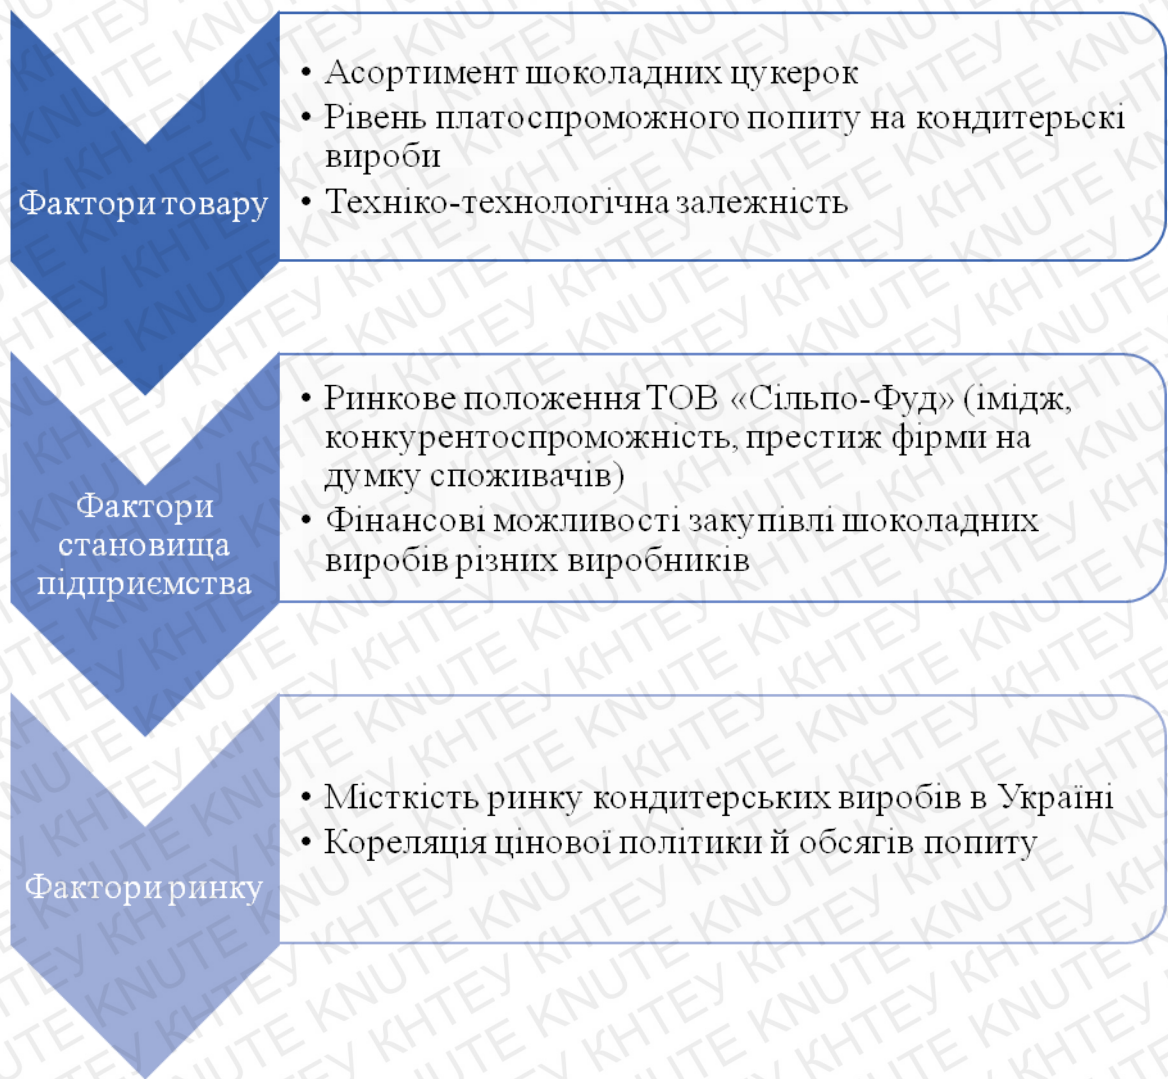 Фактори товару
• Асортимент шоколадних цукерок
• Рівень платоспроможного попиту на кондитерьскі
вироби
• Техніко-технологічна залежність
Фактори
становища
підприємства
• Ринкове положення ТОВ «Сільпо-Фуд» (імідж,
конкурентоспроможність, престиж фірми на
думку споживачів)
• Фінансові можливості закупівлі шоколадних
виробів різних виробників
Фактори ринку
• Місткість ринку кондитерських виробів в Україні
• Кореляція цінової політики й обсягів попиту